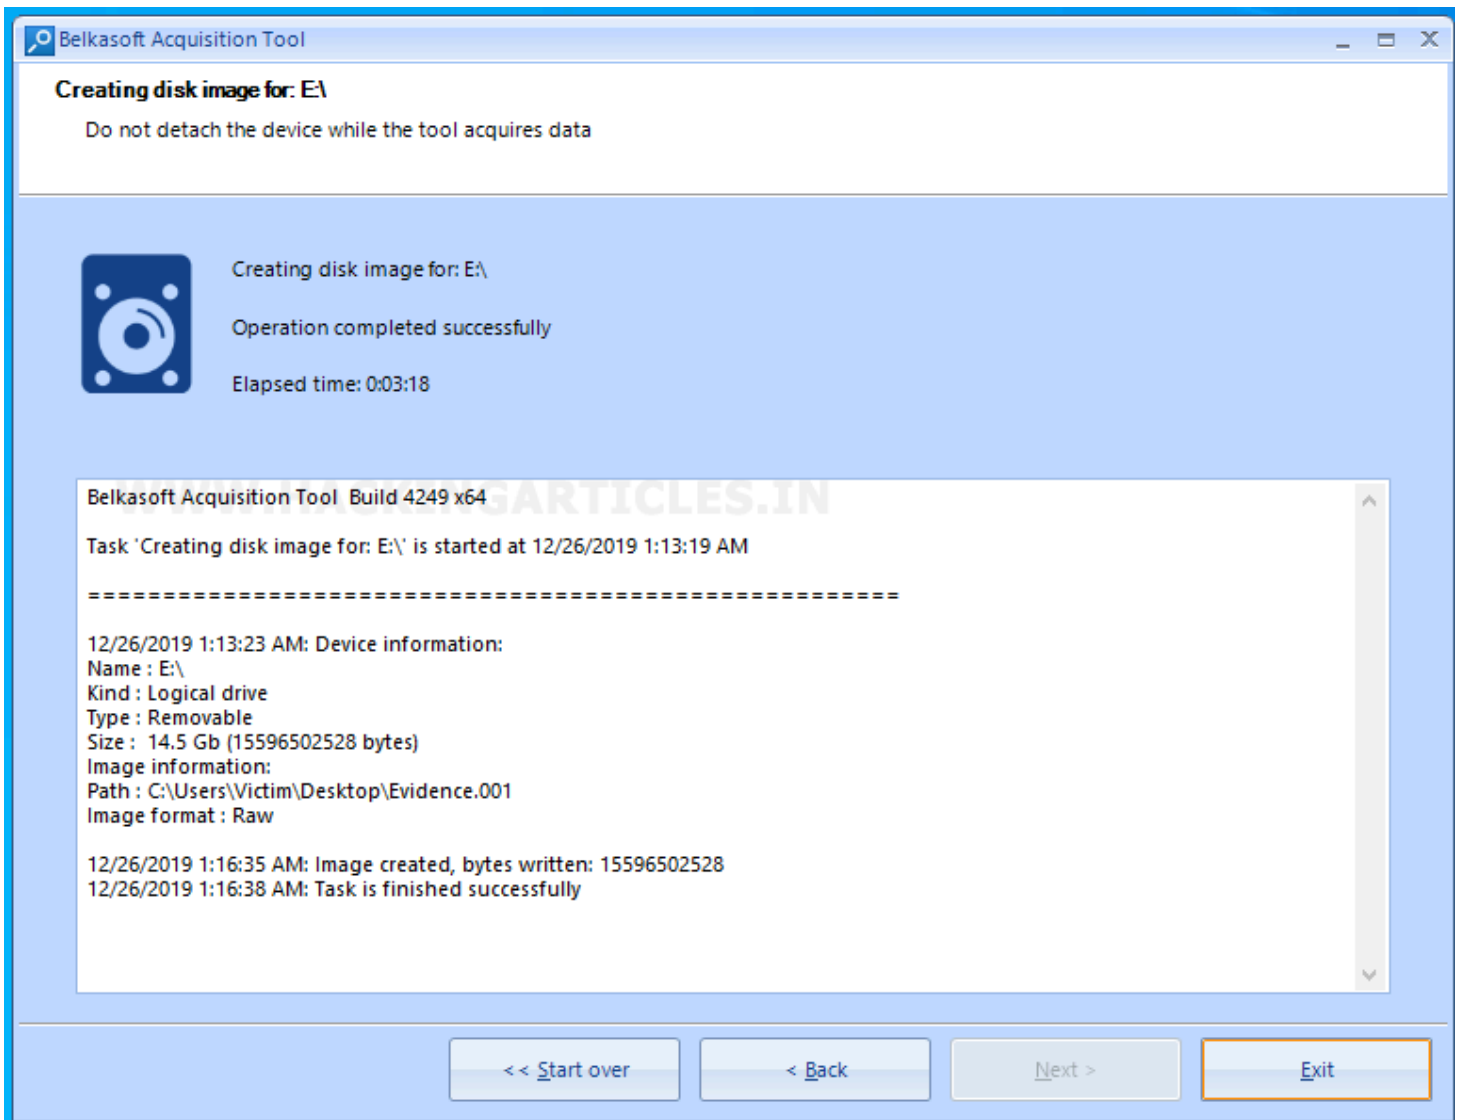 Belkasoft Acquisition Tool
Creating disk image for: E:\
Do not detach the device while the tool acquires data
Creating disk image for: E:\
Operation completed successfully
Elapsed time: 0:03:18
WWW.HACKINGARTICLES.IN
Belkasoft Acquisition Tool  Build 4249 x64
Task 'Creating disk image for: E:\' is started at 12/26/2019 1:13:19 AM
======================================================
12/26/2019 1:13:23 AM: Device information:
Name : E:\
Kind : Logical drive
Type : Removable
Size :  14.5 Gb (15596502528 bytes)
Image information:
Path : C:\Users\Victim\Desktop\Evidence.001
Image format : Raw
12/26/2019 1:16:35 AM: Image created, bytes written: 15596502528
12/26/2019 1:16:38 AM: Task is finished successfully
<< Start over
< Back
Next >
Exit